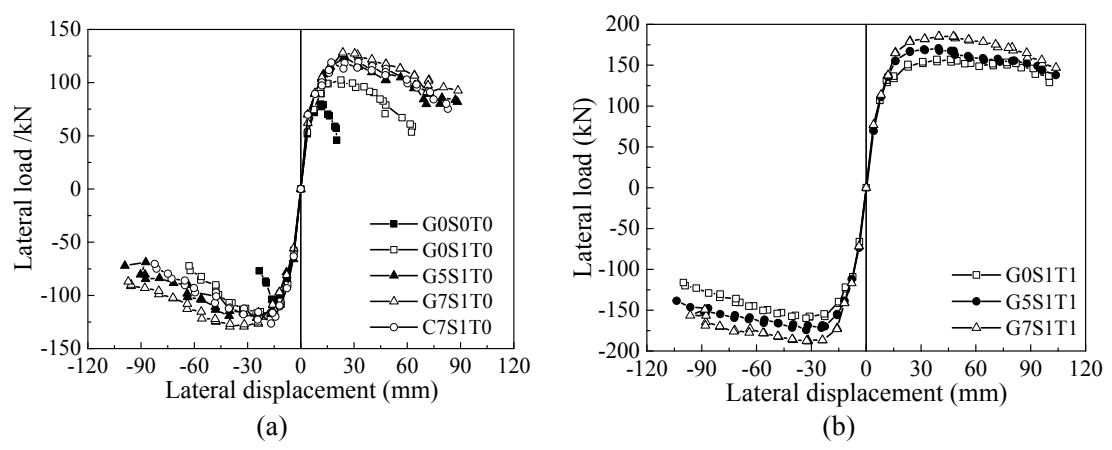 150
100
50
0
-50
-100
-150
-120 -90 -60 -30 0 30 60 90 120
Lateral load /kN
Lateral displacement (mm)
G0S0T0
G0S1T0
G5S1T0
G7S1T0
C7S1T0
(a)
200
150
100
50
0
-50
-100
-150
-200
-120 -90 -60 -30 0 30 60 90 120
Lateral load (kN)
Lateral displacement (mm)
G0S1T1
G5S1T1
G7S1T1
(b)